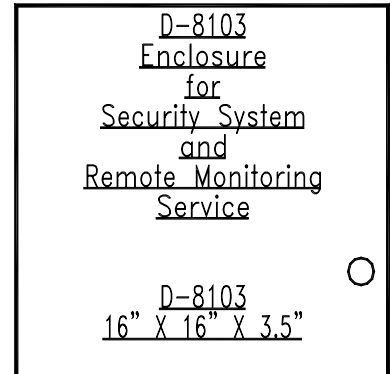 D-8103
Enclosure
for
Security System
and
Remote Monitoring
Service
D-8103
16” X 16” X 3.5”